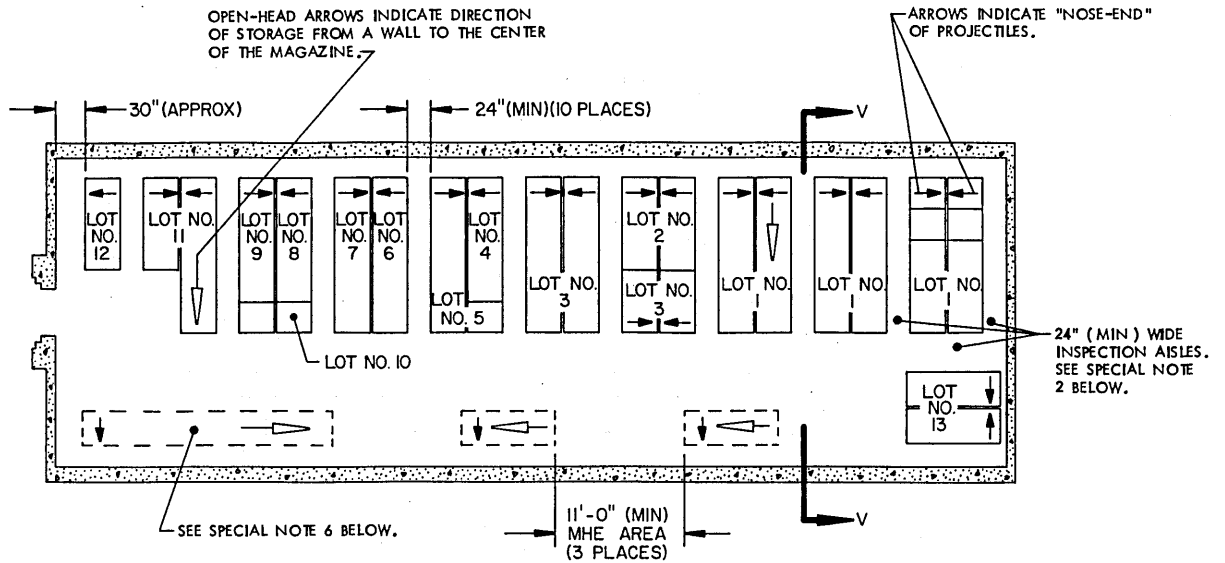 OPEN-HEAD ARROWS INDICATE DIRECTION
OF STORAGE FROM A WALL TO THE CENTER
OF THE MAGAZINE.
ARROWS INDICATE "NOSE-END"
OF PROJECTILES.
30" (APPROX)
24" (MIN)(10 PLACES)
V
LOT
NO.
12
LOT NO.
11
LOT
NO.
9
LOT
NO.
8
LOT
NO.
7
LOT
NO.
6
LOT
NO.
4
LOT
NO. 5
LOT NO.
3
LOT NO.
2
LOT NO.
3
LOT NO.
1
LOT NO.
1
LOT NO.
1
LOT NO. 10
24" (MIN) WIDE
INSPECTION AISLES.
SEE SPECIAL NOTE
2 BELOW.
LOT
NO.
13
SEE SPECIAL NOTE 6 BELOW.
11'-0" (MIN)
MHE AREA
(3 PLACES)
V